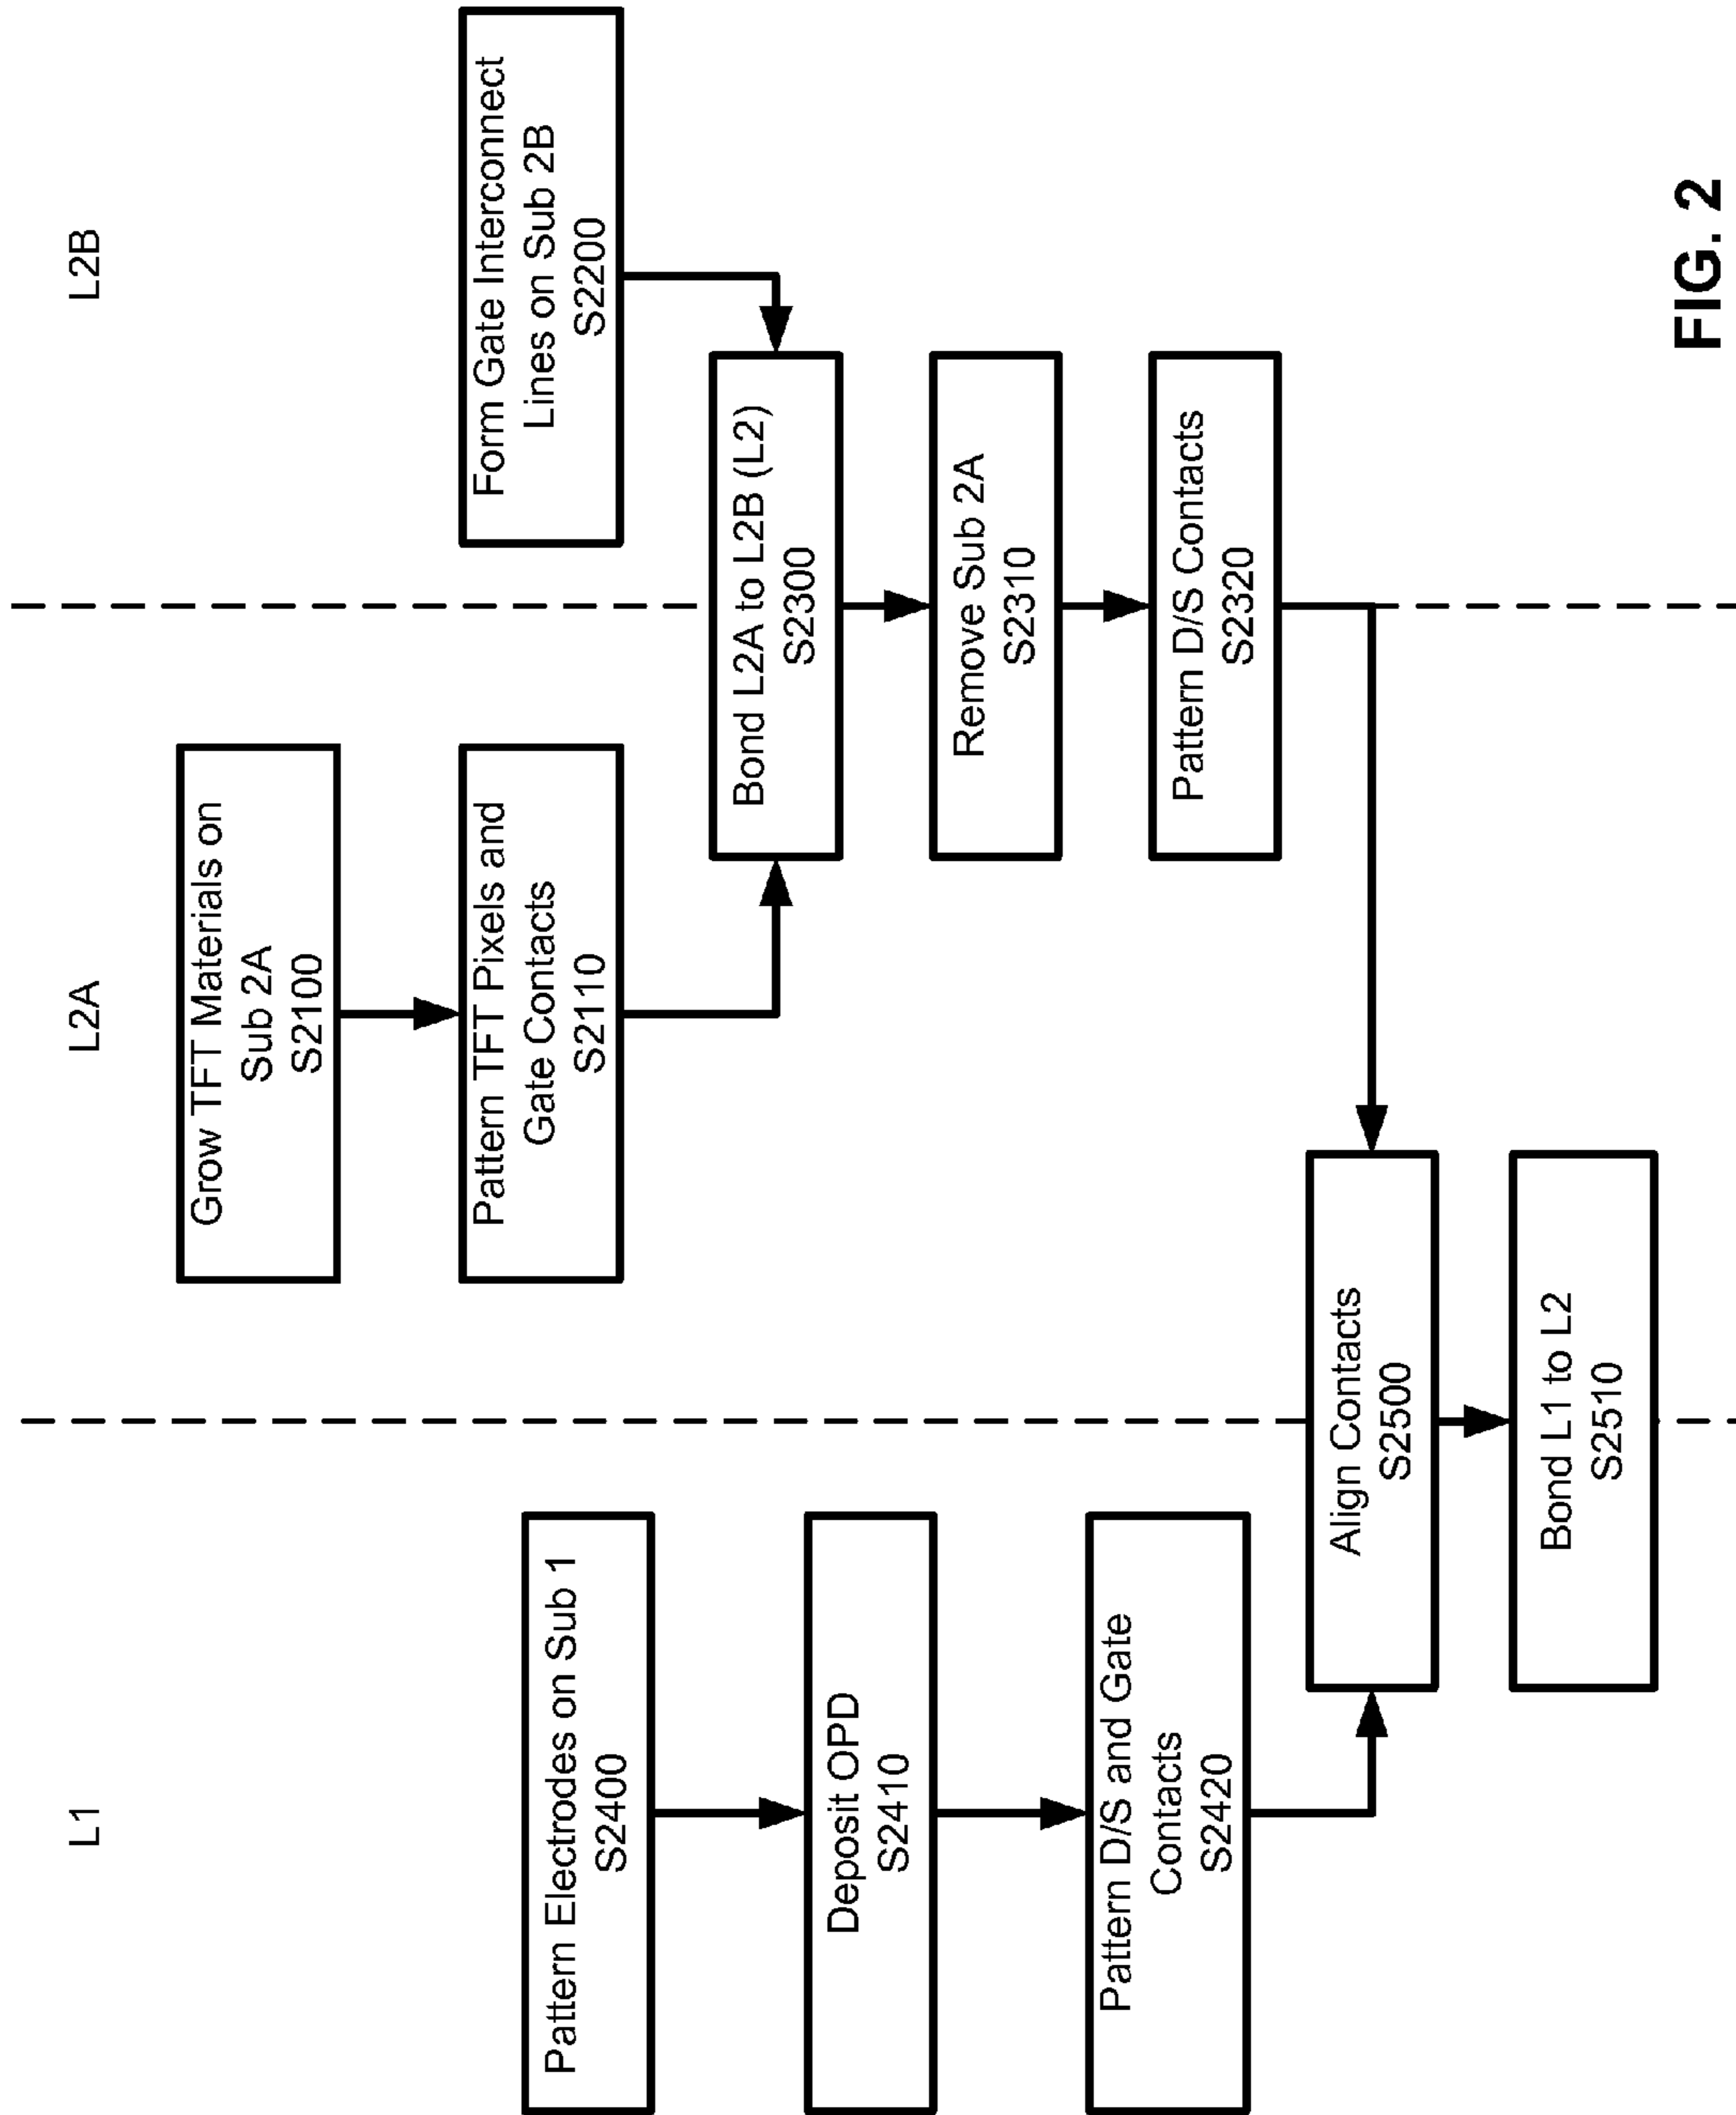 L1
L2A
L2B
Grow TFT Materials on
Sub 2A
S2100
Pattern TFT Pixels and
Gate Contacts
S2110
Form Gate Interconnect
Lines on Sub 2B
S2200
Bond L2A to L2B (L2)
S2300
Remove Sub 2A
S2310
Pattern D/S Contacts
S2320
Pattern Electrodes on Sub 1
S2400
Deposit OPD
S2410
Pattern D/S and Gate
Contacts
S2420
Align Contacts
S2500
Bond L1 to L2
S2510
FIG. 2